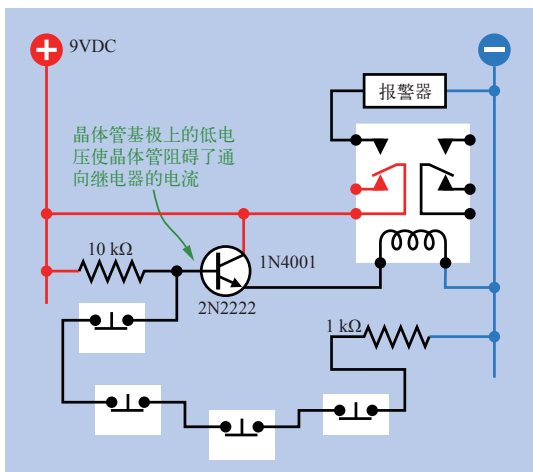 9VDC
报警器
晶体管基极上的低电
压使晶体管阻碍了通
向继电器的电流
10 kΩ
1N4001
2N2222
1 kΩ